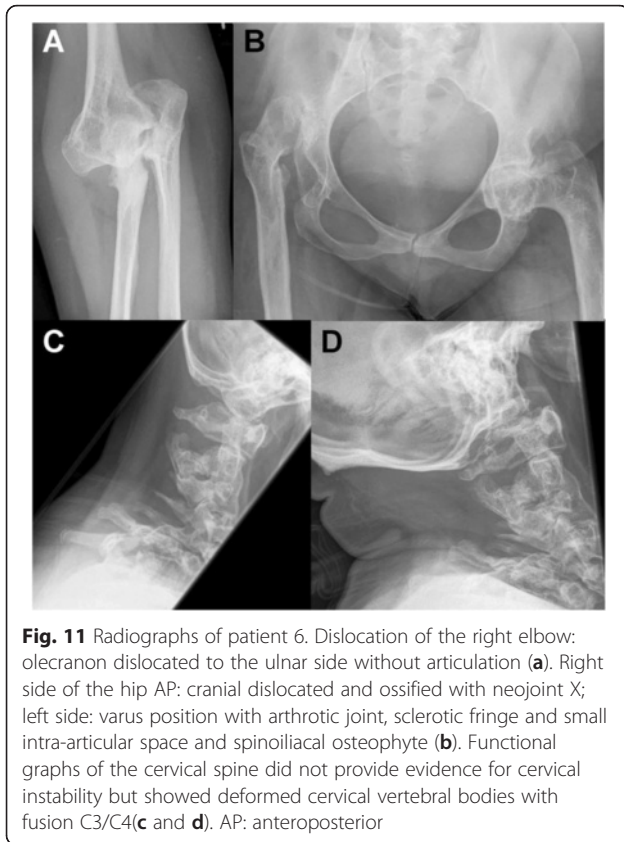 A
B
C
D
Fig. 11 Radiographs of patient 6. Dislocation of the right elbow:
olecranon dislocated to the ulnar side without articulation (a). Right
side of the hip AP: cranial dislocated and ossified with neojoint X;
left side: varus position with arthrotic joint, sclerotic fringe and small
intra-articular space and spinoiliacal osteophyte (b). Functional
graphs of the cervical spine did not provide evidence for cervical
instability but showed deformed cervical vertebral bodies with
fusion C3/C4(c and d). AP: anteroposterior